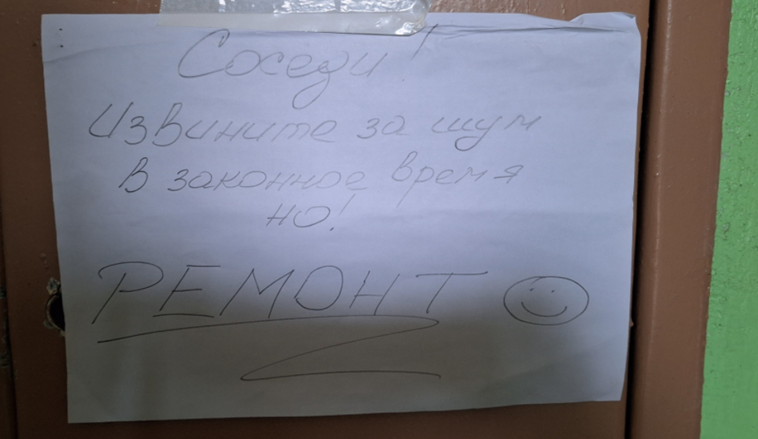 Соседи!
Извините за шум
в законное время
но!
РЕМОНТ